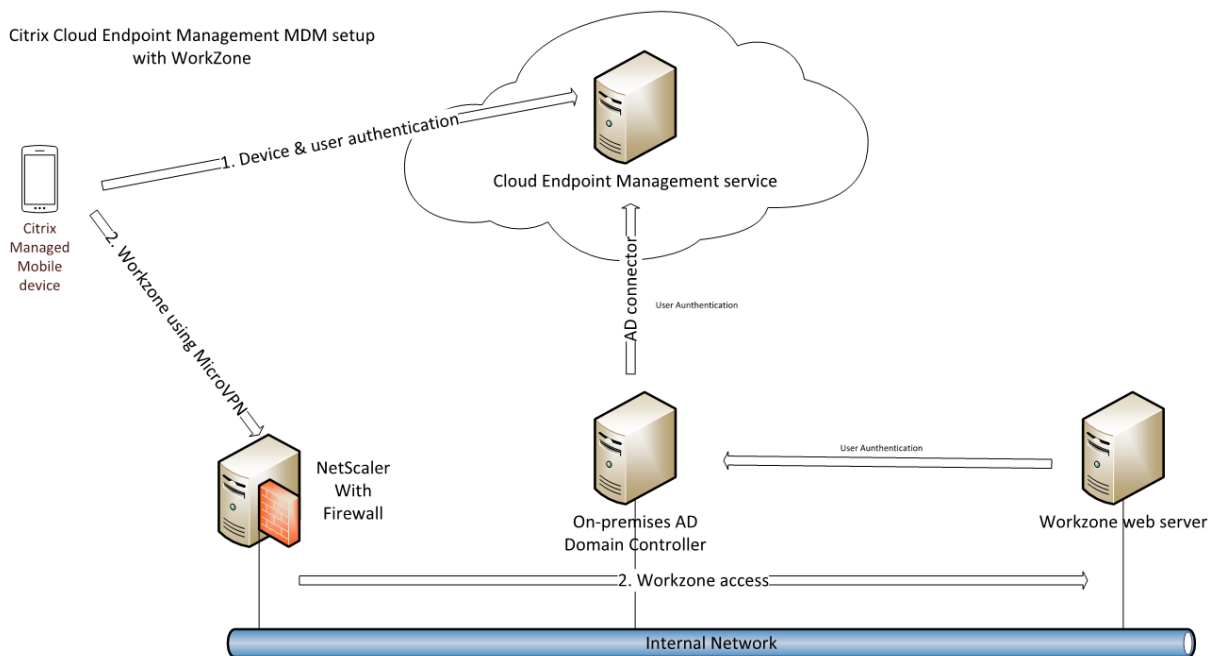 Citrix Cloud Endpoint Management MDM setup
with WorkZone
1. Device & user authentication
Cloud Endpoint Management service
Citrix
Managed
Mobile
device
2. Workzone using MicroVPN
AD connector
User Aunthentication
NetScaler
With
Firewall
On-premises AD
Domain Controller
User Aunthentication
Workzone web server
2. Workzone access
Internal Network